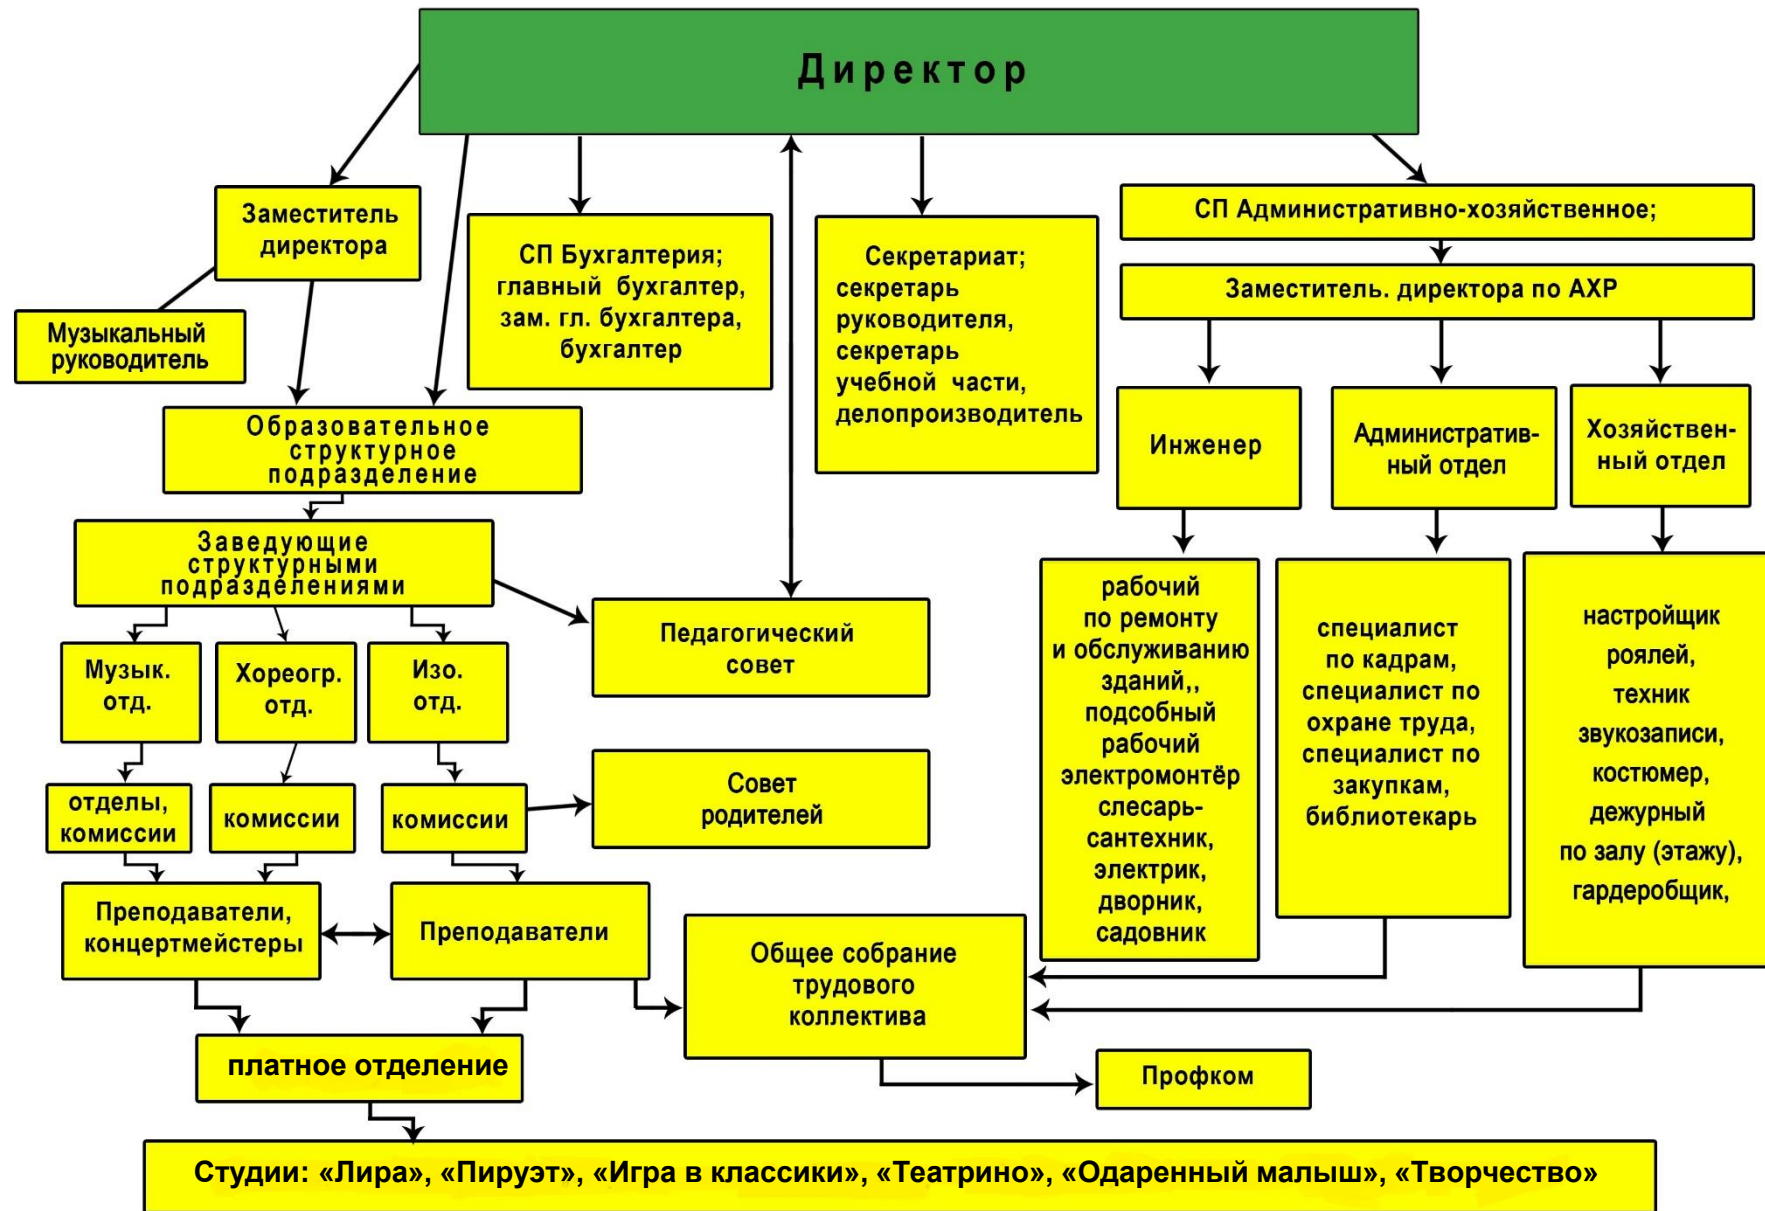 Директор
Заместитель
директора
Музыкальный
руководитель
СП Бухгалтерия;
главный бухгалтер,
зам. гл. бухгалтера,
бухгалтер
Секретариат;
секретарь
руководителя,
секретарь
учебной части,
делопроизводитель
СП Административно-хозяйственное;
Заместитель. директора по АХР
Инженер
Административ-
ный отдел
Хозяйствен-
ный отдел
Образовательное
структурное
подразделение
Заведующие
структурными
подразделениями
Педагогический
совет
Музык.
отд.
Хореогр.
отд.
Изо.
отд.
отделы,
комиссии
комиссии
комиссии
Совет
родителей
рабочий
по ремонту
и обслуживанию
зданий,,
подсобный
рабочий
электромонтёр
слесарь-
сантехник,
электрик,
дворник,
садовник
специалист
по кадрам,
специалист по
охране труда,
специалист по
закупкам,
библиотекарь
настройщик
роялей,
техник
звукозаписи,
костюмер,
дежурный
по залу (этажу),
гардеробщик,
Преподаватели,
концертмейстеры
Преподаватели
Общее собрание
трудового
коллектива
платное отделение
Профком
Студии: «Лира», «Пируэт», «Игра в классики», «Театрино», «Одаренный малыш», «Творчество»